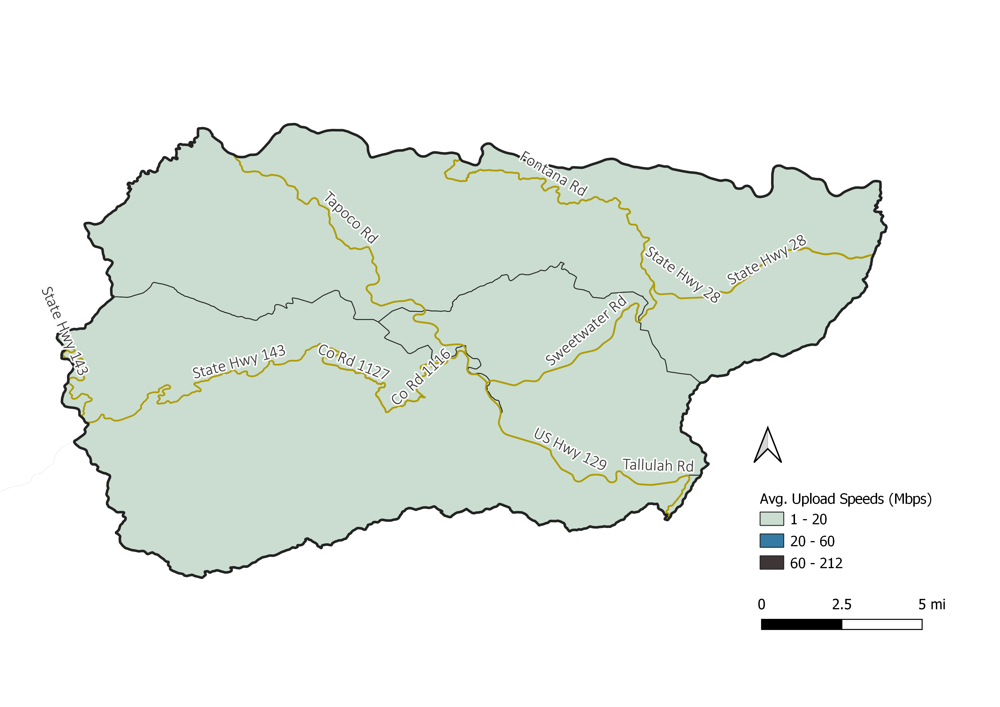 Fontana Rd
Tapoco Rd
State Hwy 28
State Hwy 28
State Hwy 143
Sweetwater Rd
State Hwy 143
Co Rd 1127
Co Rd 1116
US Hwy 129
Tallulah Rd
Avg. Upload Speeds (Mbps)
1 - 20
20 - 60
60 - 212
0 2.5 5 mi